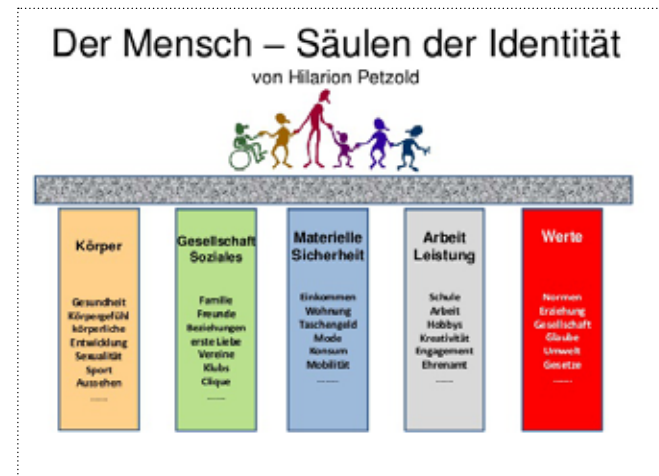 Der Mensch – Säulen der Identität
von Hilarion Petzold
Körper
Gesundheit
Körpergefühl
körperliche
Entwicklung
Sexualität
Sport
Aussehen
Gesellschaft
Soziales
Familie
Freunde
Beziehungen
erste Liebe
Vereine
Klubs
Clique
Materielle
Sicherheit
Einkommen
Wohnung
Taschengeld
Mode
Konsum
Mobilität
Arbeit
Leistung
Schule
Arbeit
Hobbys
Kreativität
Engagement
Ehrenamt
Werte
Normen
Erziehung
Gesellschaft
Glaube
Umwelt
Gesetze